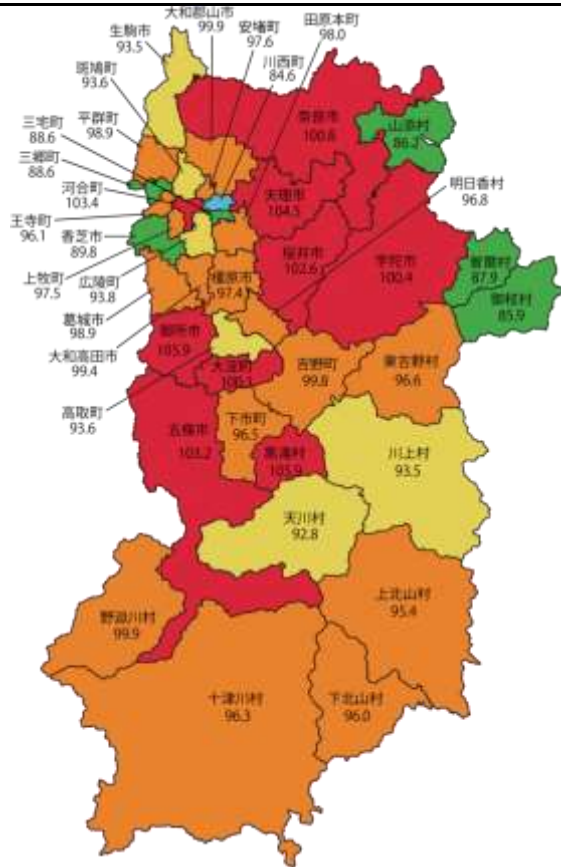 大和郡山市
99.9
安堵町
97.6
田原本町
98.0
生駒市
93.5
川西町
84.6
斑鳩町
93.6
平群町
98.9
三宅町
88.6
三郷町
88.6
河合町
103.4
王寺町
96.1
香芝市
89.8
上牧町
97.5
広陵町
93.8
葛城市
98.9
大和高田市
99.4
高取町
93.6
明日香村
96.8
奈良市
100.8
山添村
86.2
天理市
104.5
桜井市
102.6
宇陀市
100.4
曽爾村
87.9
御杖村
85.9
橿原市
97.4
御所市
105.9
大淀町
100.1
吉野町
99.8
東吉野村
96.6
五條市
103.2
下市町
96.5
黒滝村
105.9
川上村
93.5
天川村
92.8
野迫川村
99.9
上北山村
95.4
十津川村
96.3
下北山村
96.0